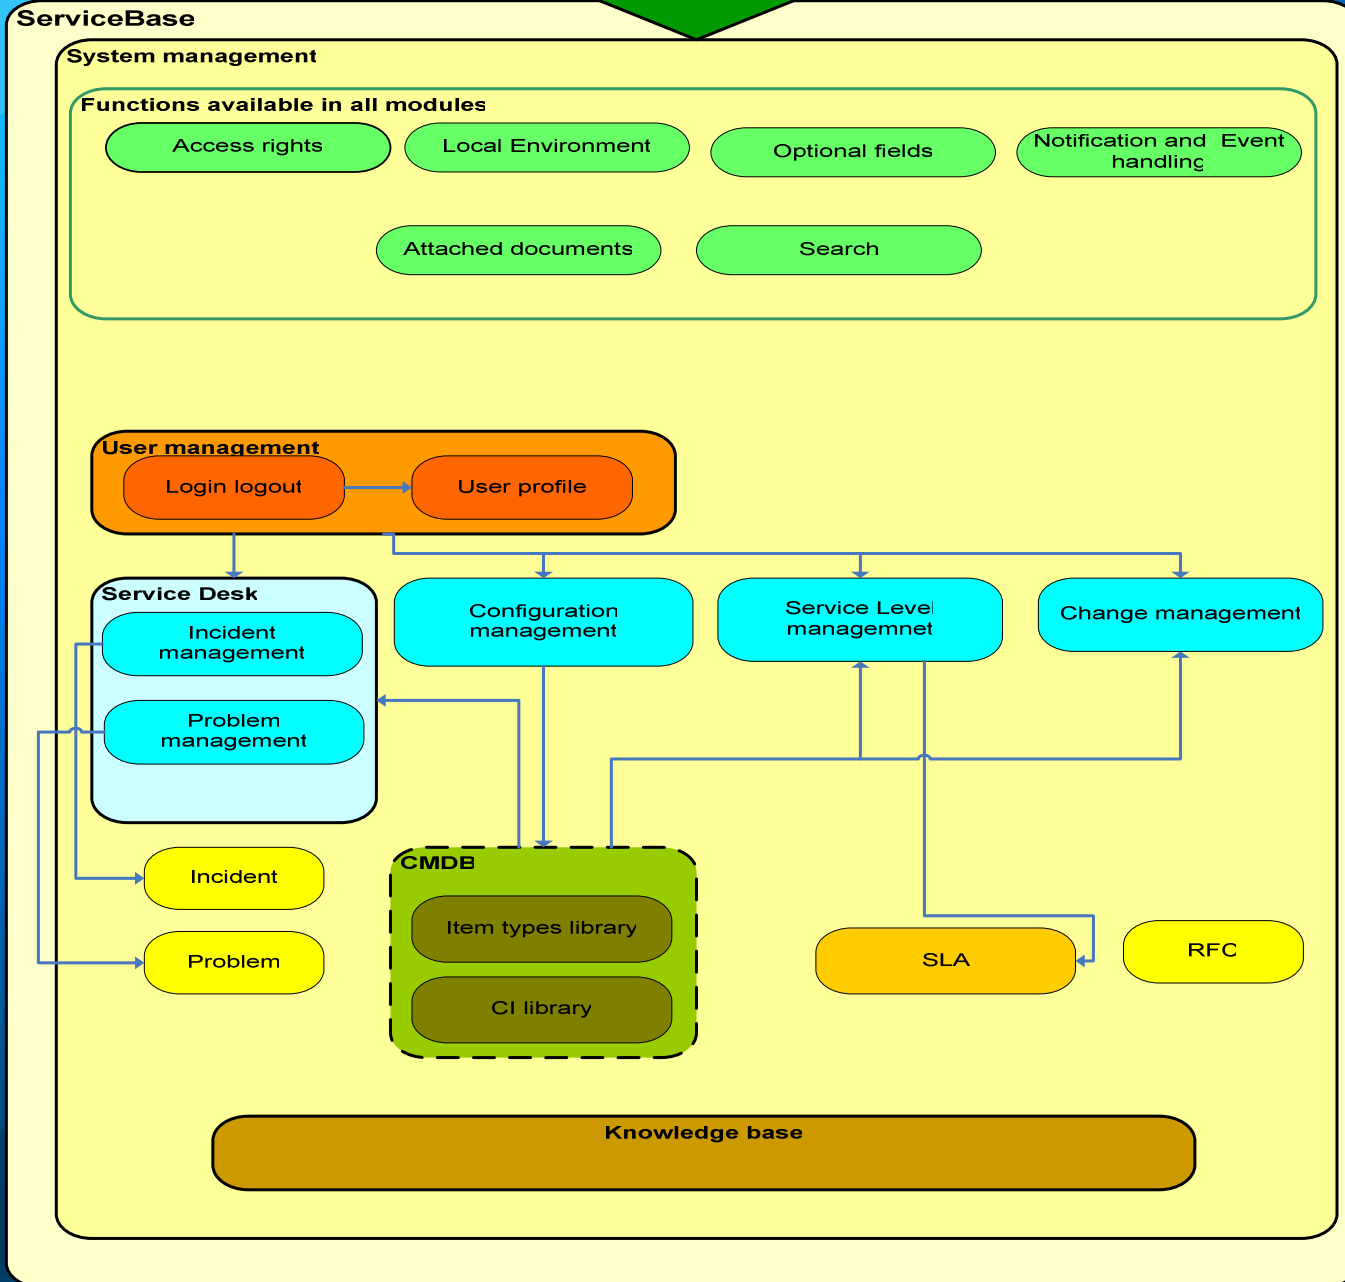 ServiceBase
System management
Functions available in all modules
Access rights
Local Environment
Optional fields
Notification and Event
handling
Attached documents
Search
User management
Login logout
User profile
Service Desk
Incident
management
Problem
management
Configuration
management
Service Level
managemnet
Change management
Incident
Problem
CMDB
Item types library
CI library
SLA
RFC
Knowledge base